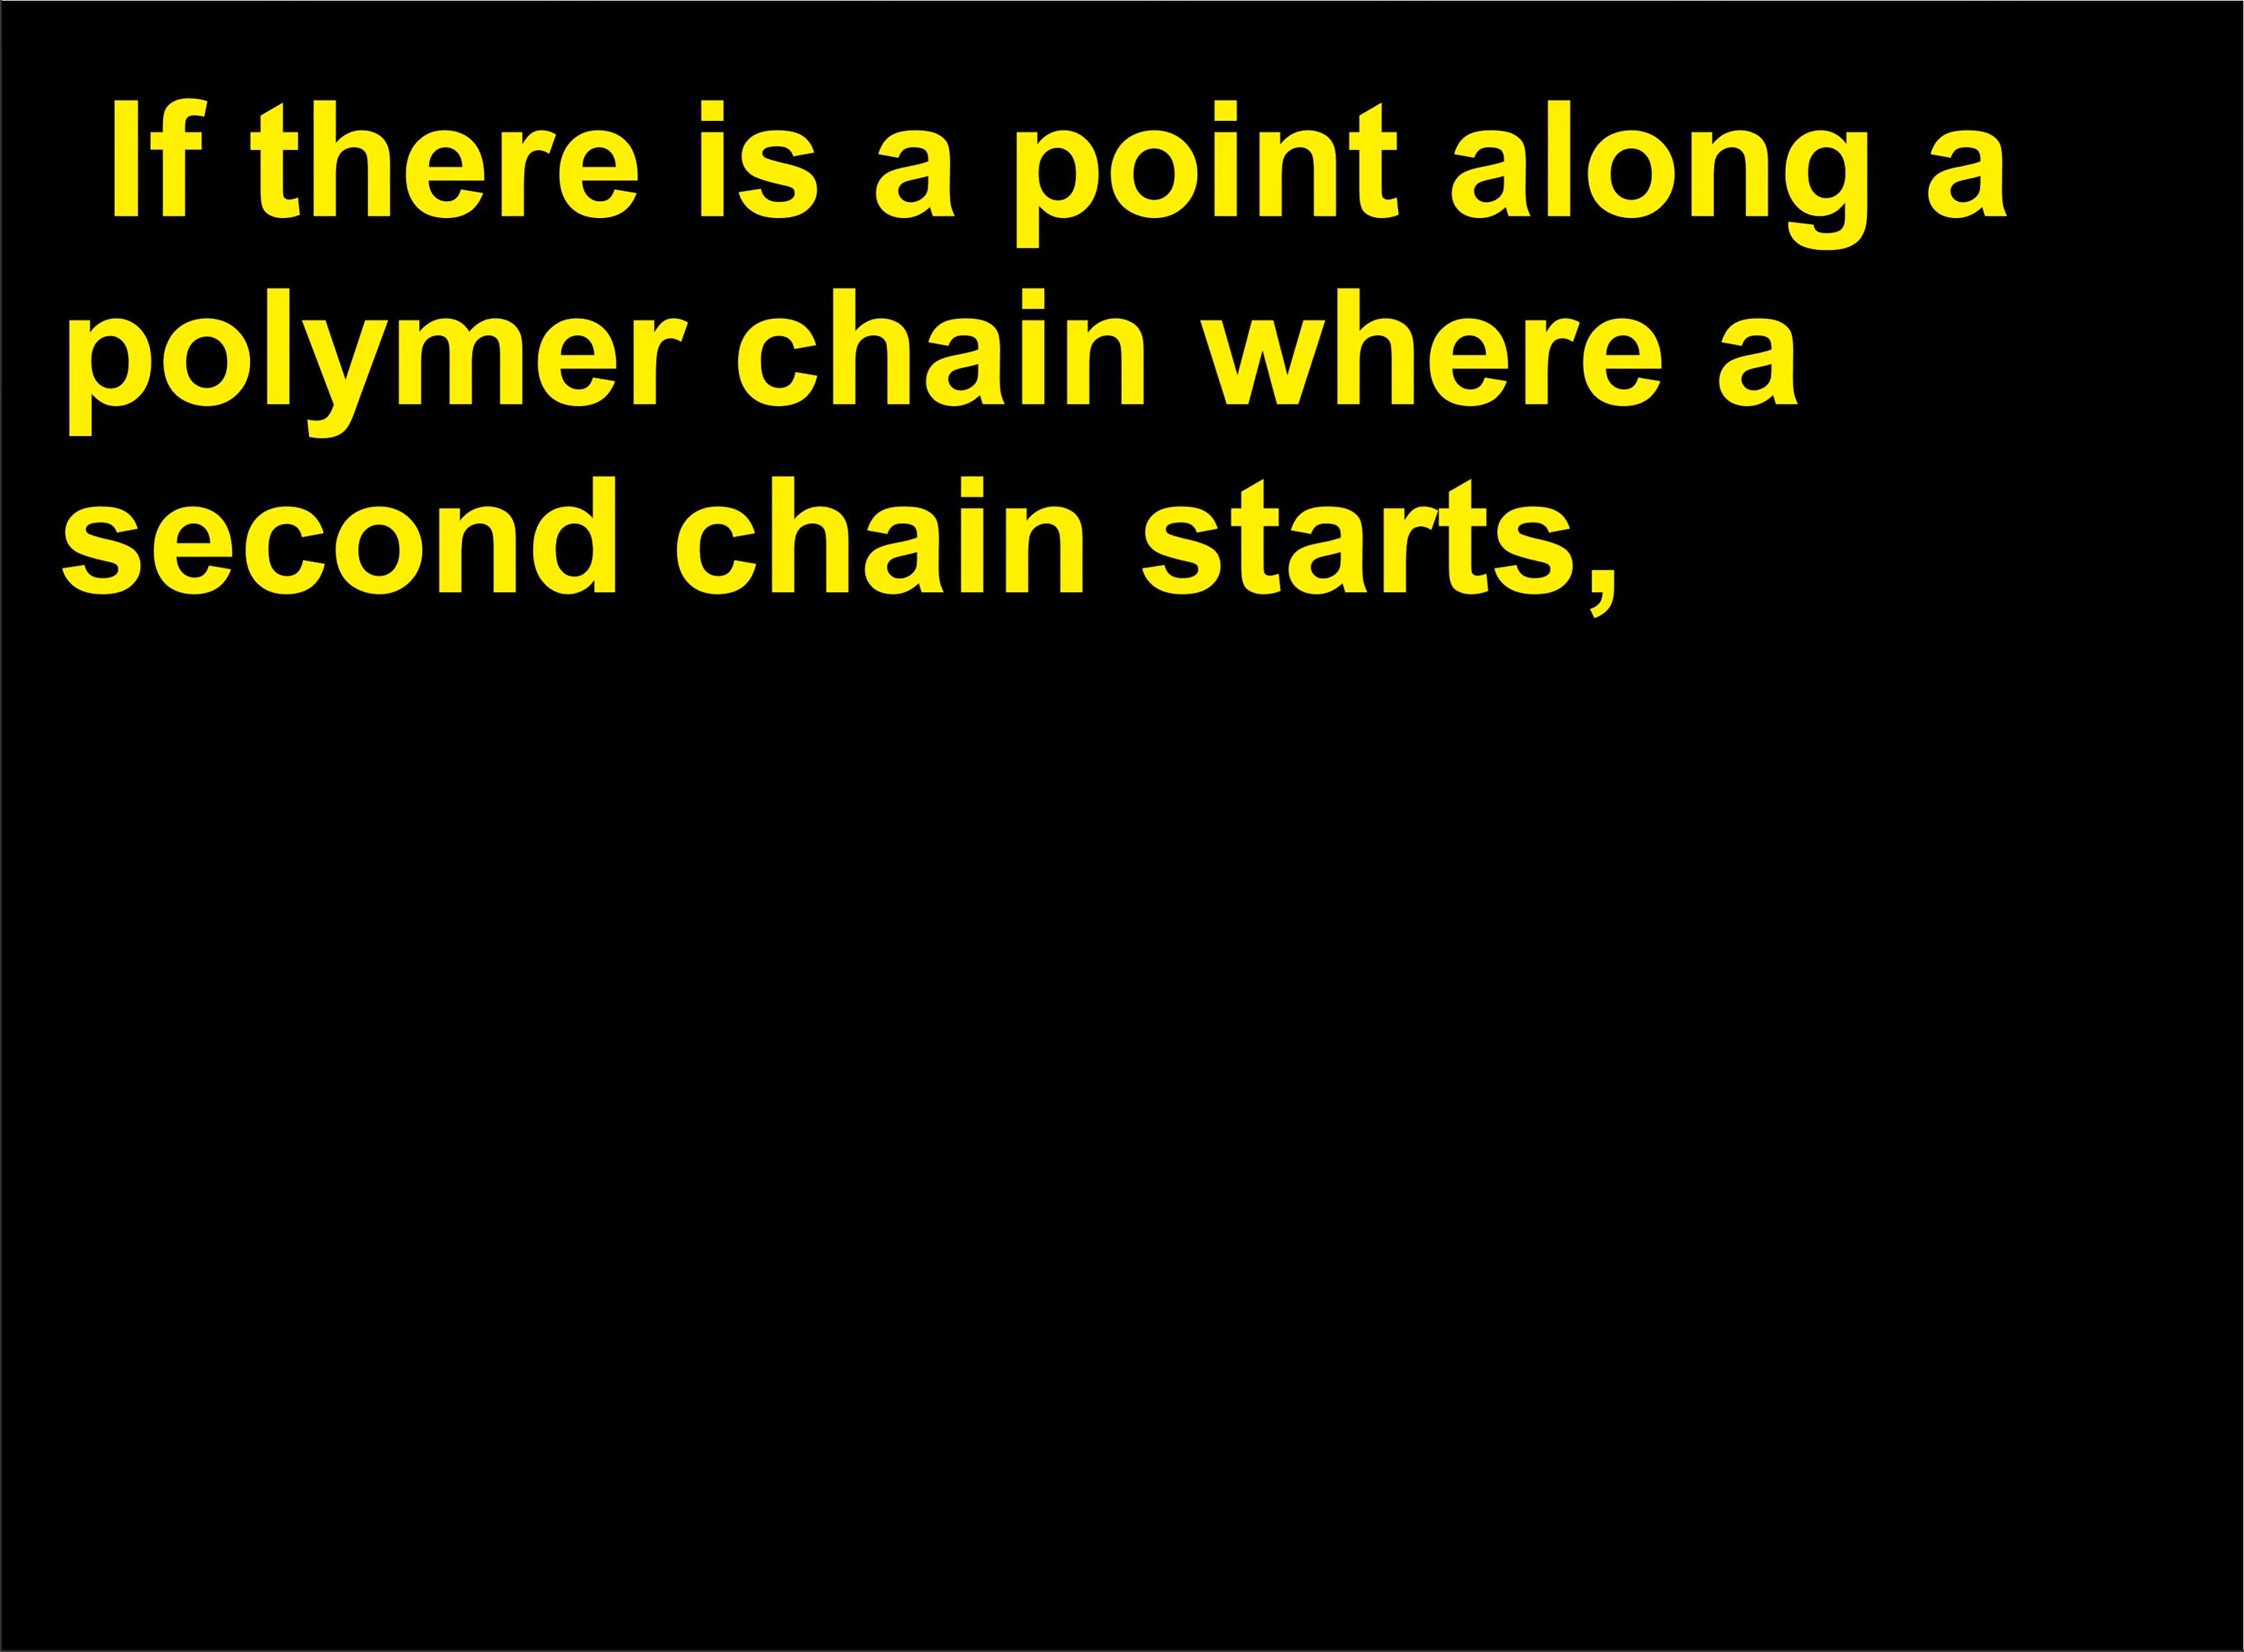 If there is a point along a
polymer chain where a
second chain starts,